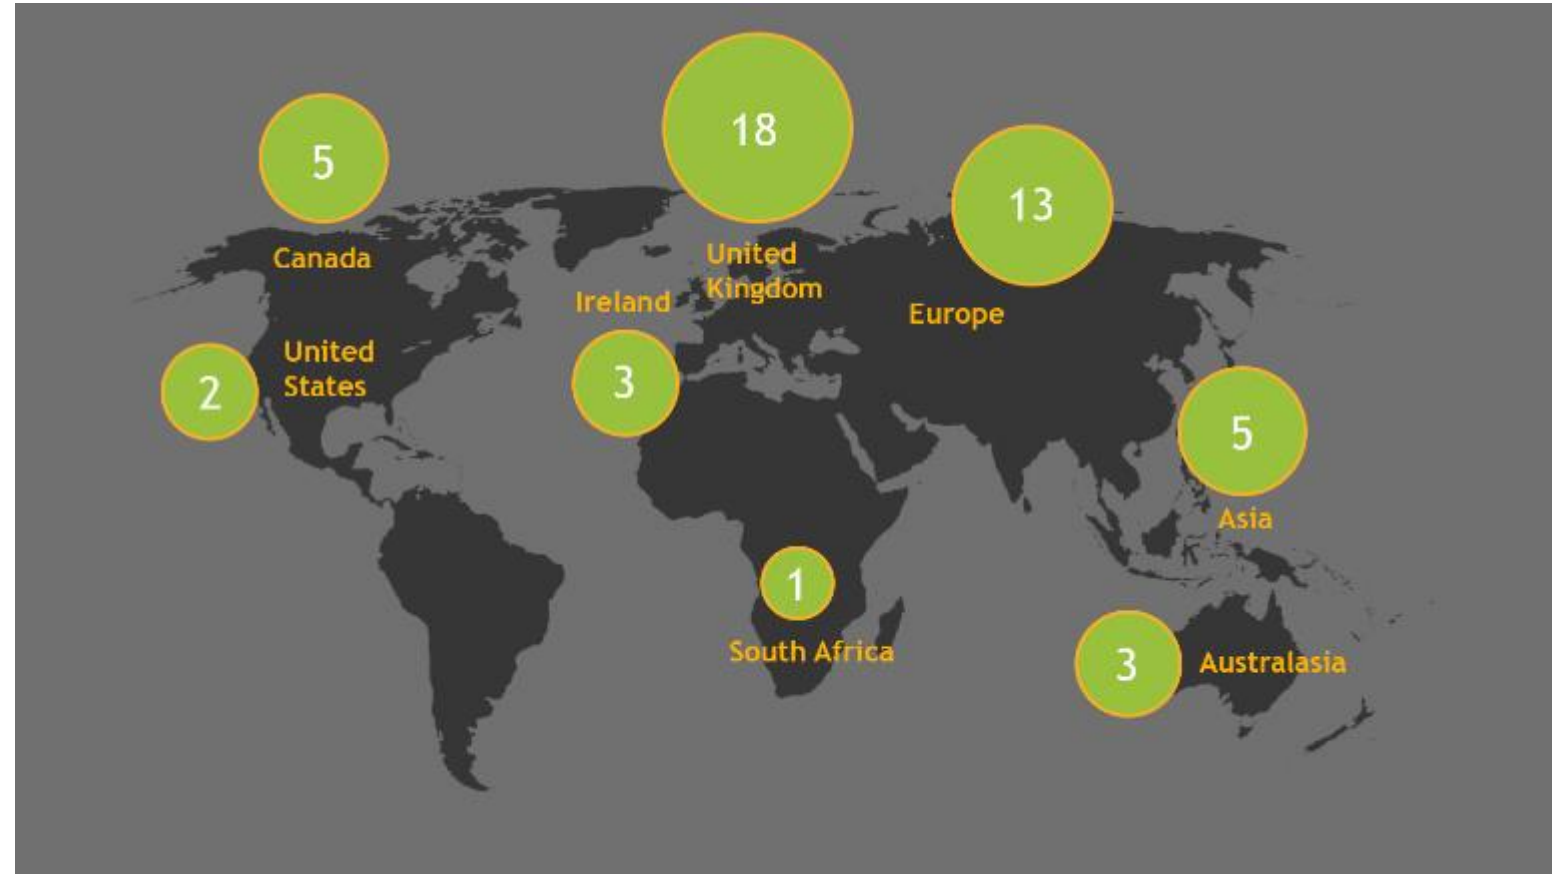 18
5
13
United
Kingdom
Canada
Ireland
Europe
United
States
2
3
5
Asia
1
South Africa
3
Australasia